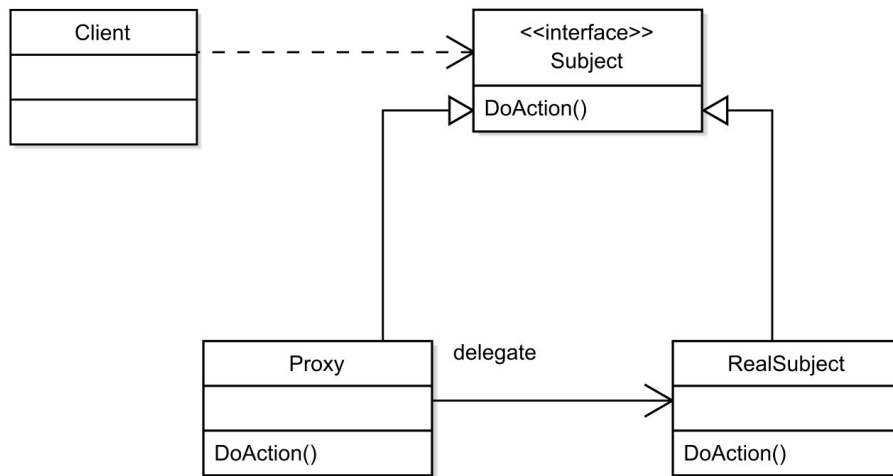 Client
<<interface>>
Subject
DoAction()
Proxy
delegate
RealSubject
DoAction()
DoAction()